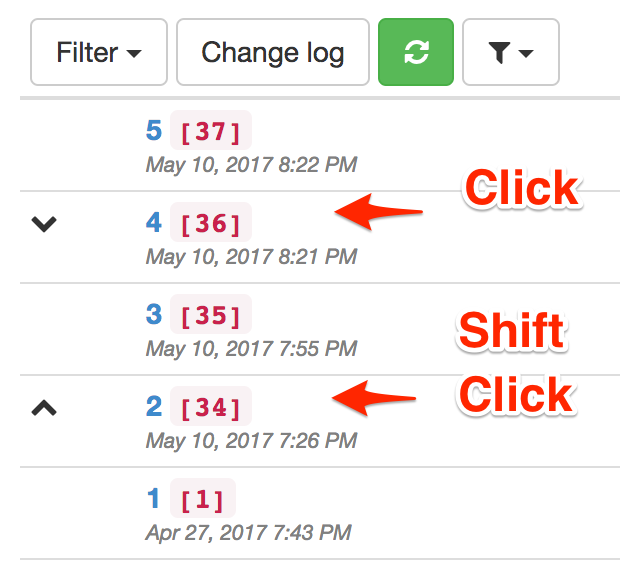 Filter Change log
5 [37]
May 10, 2017 8:22 PM
Click
4 [36]
May 10, 2017 8:21 PM
3 [35]
May 10, 2017 7:55 PM
Shift
Click
2 [34]
May 10, 2017 7:26 PM
1 [1]
Apr 27, 2017 7:43 PM